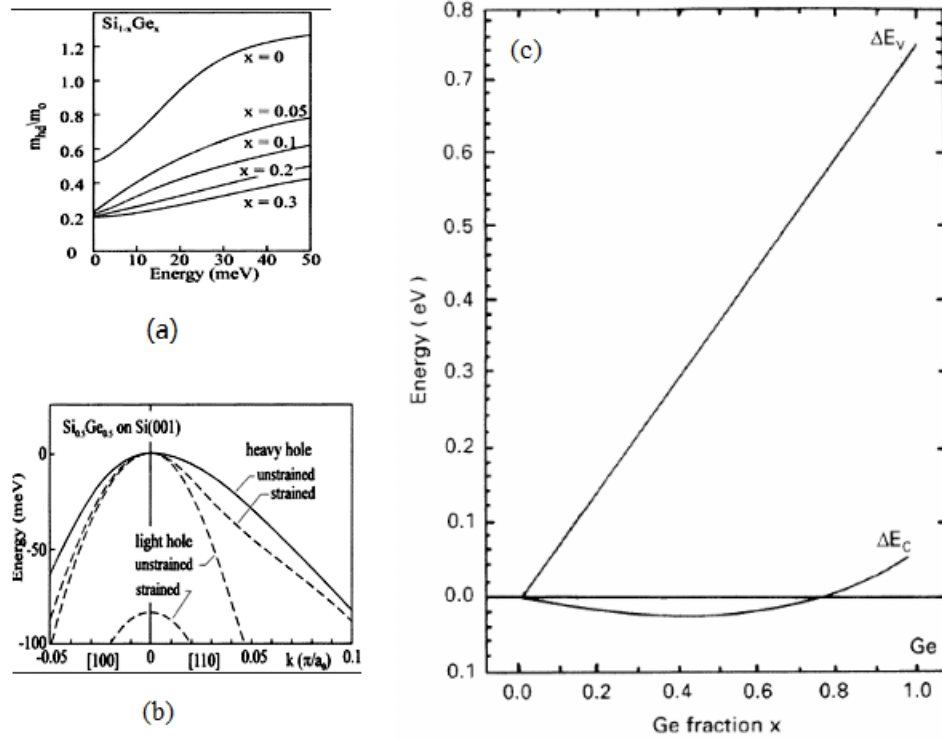 Si1-xGex
1.2
1.0
0.8
0.6
0.4
0.2
0
mhd\mo
x = 0
x = 0.05
x = 0.1
x = 0.2
x = 0.3
0 10 20 30 40 50
Energy (meV)
(a)
Si0.5Ge0.5 on Si(001)
heavy hole
unstrained
strained
light hole
unstrained
strained
0
-50
-100
Energy (meV)
-0.05 [100] 0 [110] 0.05 k (π/a0) 0.1
(b)
(c)
0.8
0.7
0.6
0.5
0.4
0.3
0.2
0.1
0.0
0.1
Energy ( eV)
ΔEV
ΔEC
Ge
0.0 0.2 0.4 0.6 0.8 1.0
Ge fraction x